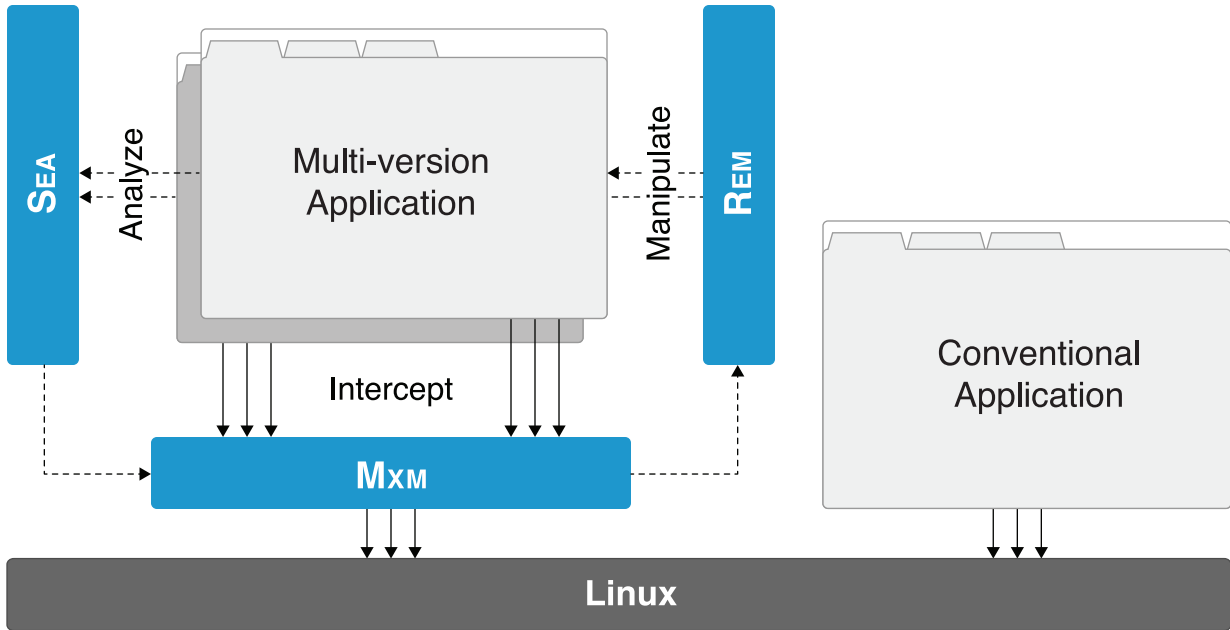 SEA
Analyze
Multi-version
Application
Manipulate
REM
Conventional
Application
Intercept
MXM
Linux